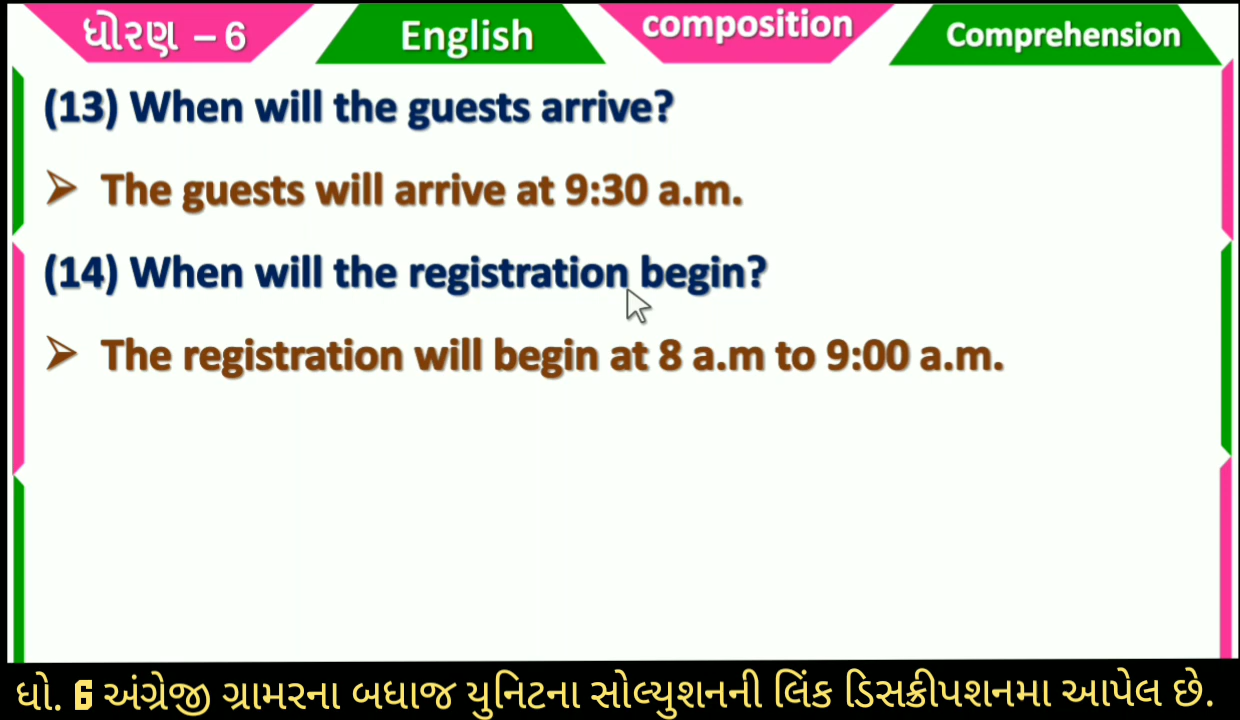 ધોરણ – 6
English
composition
Comprehension
(13) When will the guests arrive?
➢ The guests will arrive at 9:30 a.m.
(14) When will the registration begin?
➢ The registration will begin at 8 a.m to 9:00 a.m.
ધો. 6 અંગ્રેજી ગ્રામરના બધાજ યુનિટના સોલ્યુશનની લિંક ડિસક્રીપશનમા આપેલ છે.